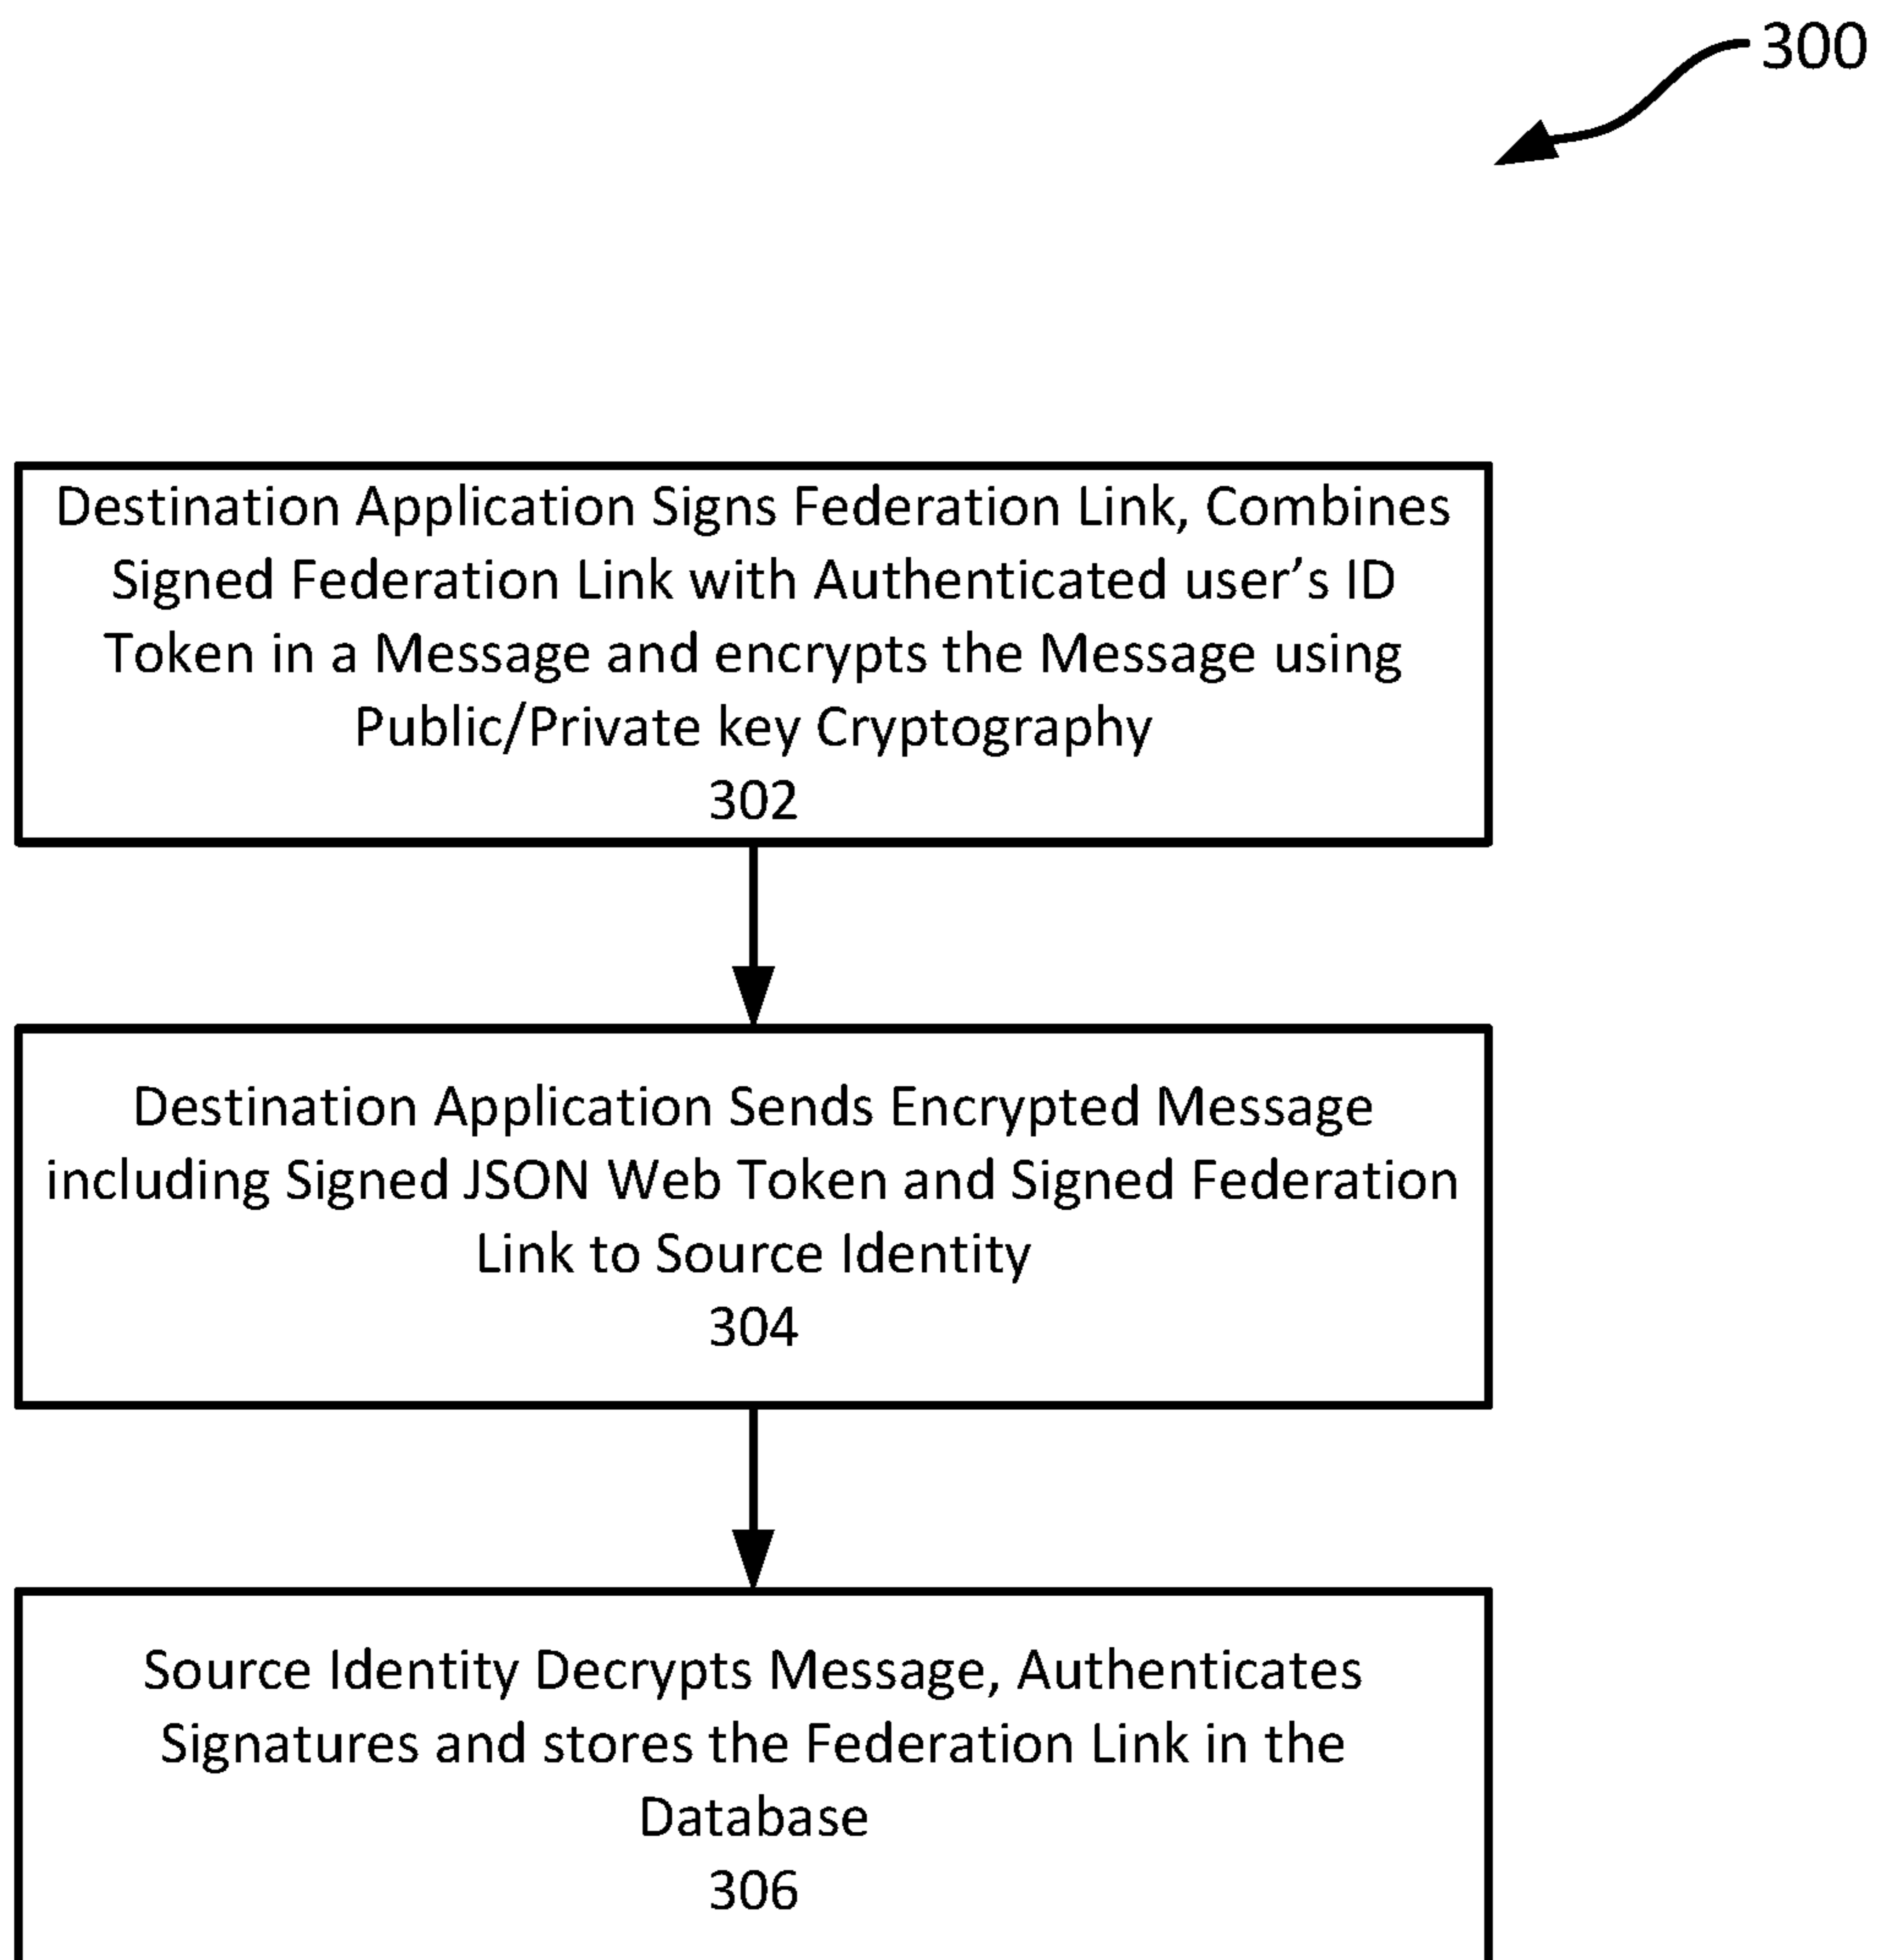 300
Destination Application Signs Federation Link, Combines
Signed Federation Link with Authenticated user’s ID
Token in a Message and encrypts the Message using
Public/Private key Cryptography
302
Destination Application Sends Encrypted Message
including Signed JSON Web Token and Signed Federation
Link to Source Identity
304
Source Identity Decrypts Message, Authenticates
Signatures and stores the Federation Link in the
Database
306